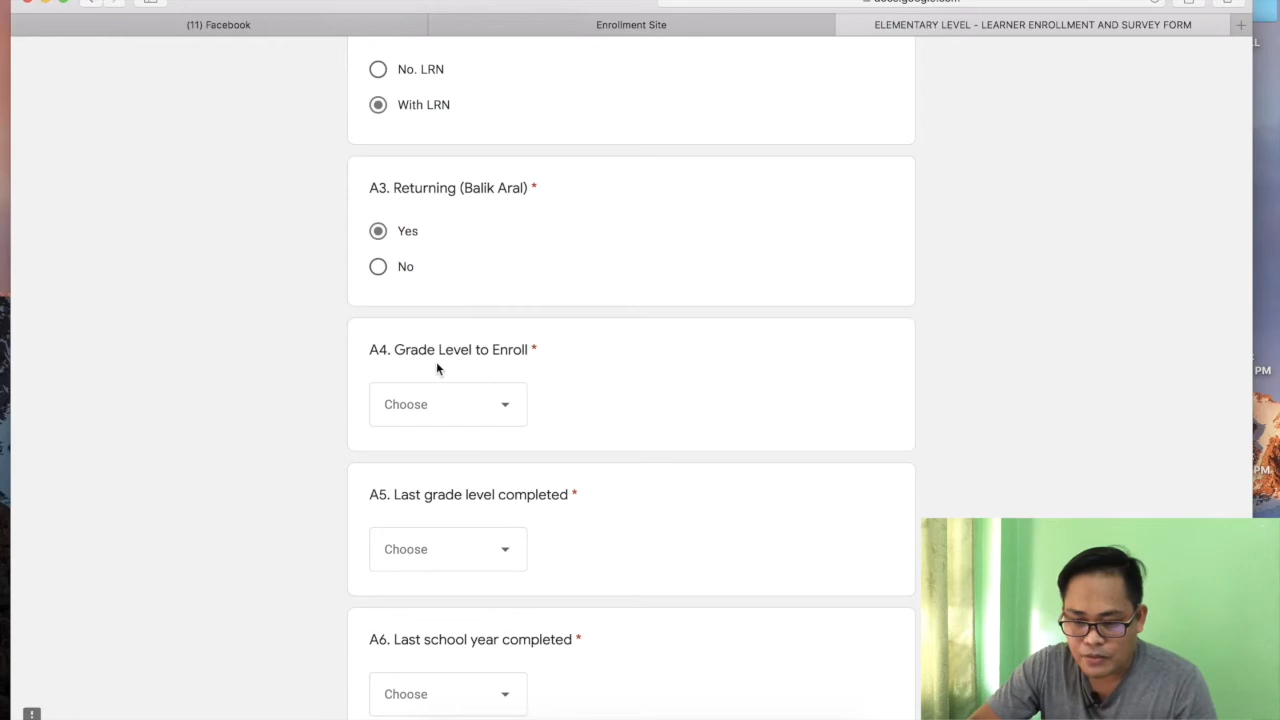 (11) Facebook
Enrollment Site
ELEMENTARY LEVEL - LEARNER ENROLLMENT AND SURVEY FORM
No. LRN
With LRN
A3. Returning (Balik Aral) *
Yes
No
A4. Grade Level to Enroll *
Choose
PM
A5. Last grade level completed *
PM
Choose
A6. Last school year completed *
Choose